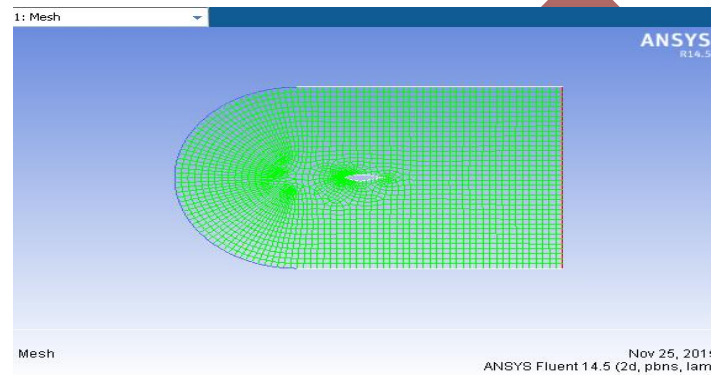 1: Mesh
ANSYS
R14.5
Mesh
Nov 25, 201
ANSYS Fluent 14.5 (2d, pbns, lam